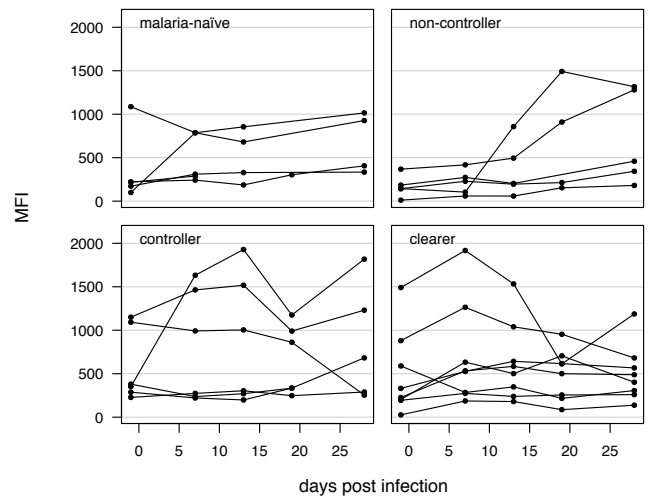 malaria-naïve
non-controller
2000
1500
1000
500
0
MFI
controller
clearer
2000
1500
1000
500
0
0 5 10 15 20 25
0 5 10 15 20 25
days post infection